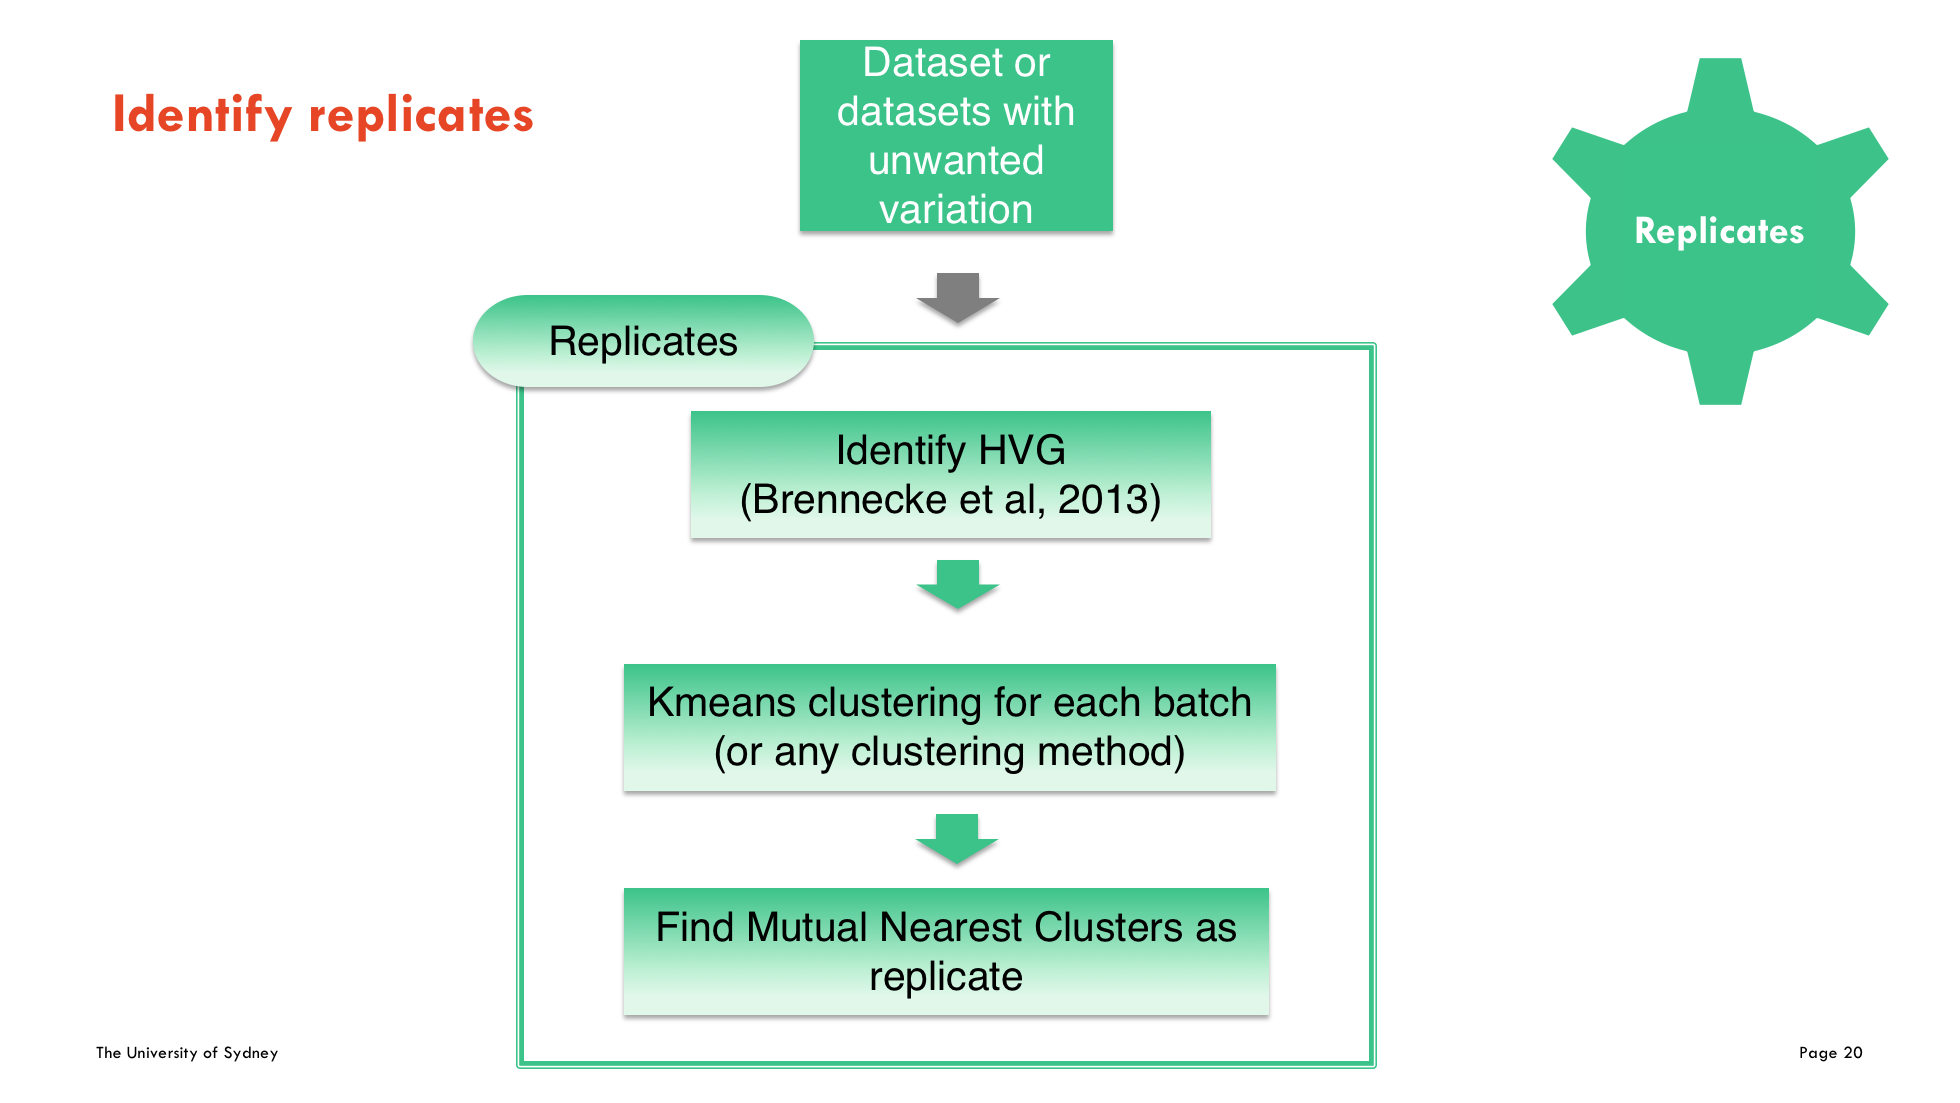 Identify replicates
Dataset or
datasets with
unwanted
variation
Replicates
Replicates
Identify HVG
(Brennecke et al, 2013)
Kmeans clustering for each batch
(or any clustering method)
Find Mutual Nearest Clusters as
replicate
The University of Sydney
Page 20